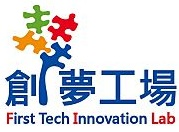 創夢工場
First Tech Innovation Lab